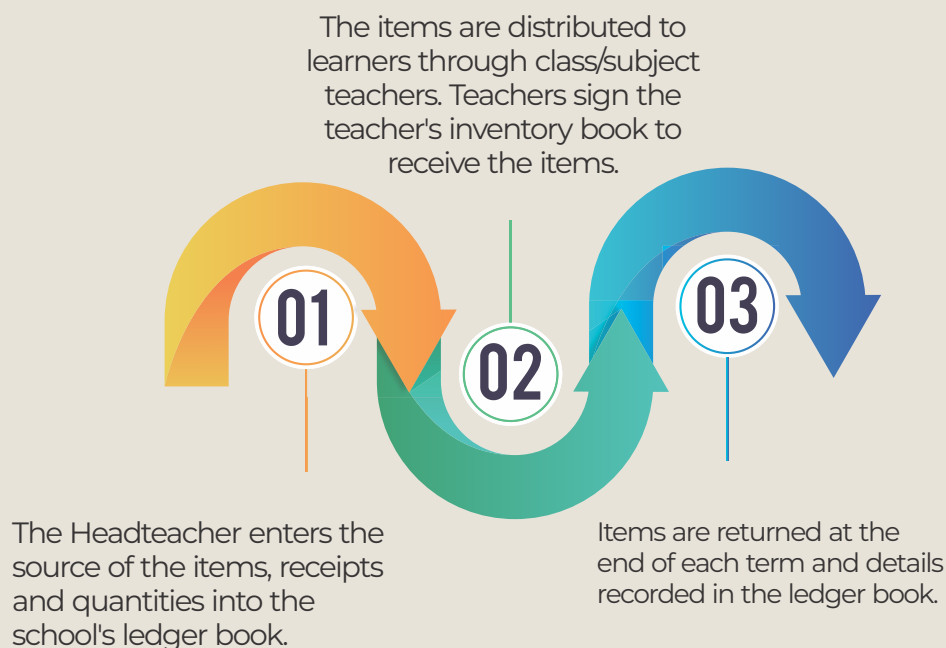 The items are distributed to
learners through class/subject
teachers. Teachers sign the
teacher's inventory book to
receive the items.
01
02
03
The Headteacher enters the
source of the items, receipts
and quantities into the
school's ledger book.
Items are returned at the
end of each term and details
recorded in the ledger book.